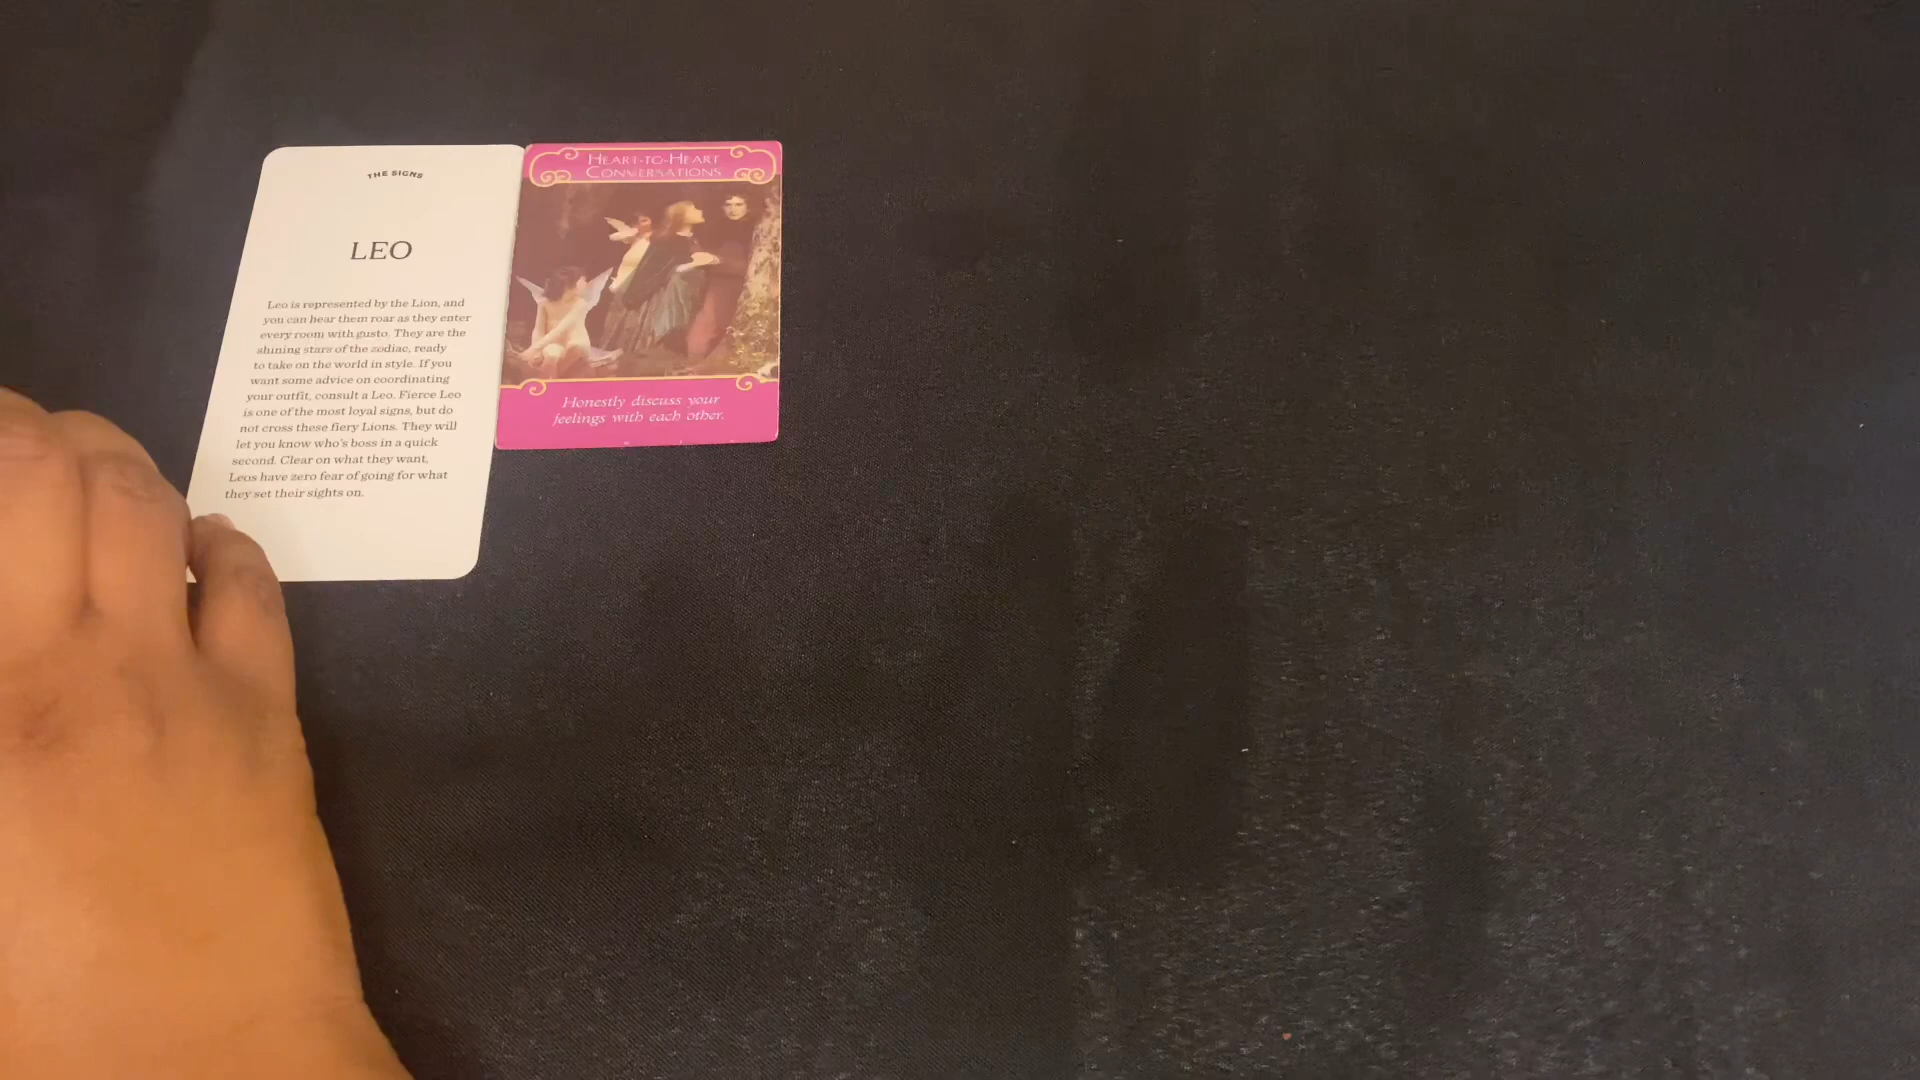 THE SIGNS
LEO
Leo is represented by the Lion, and
you can hear them roar as they enter
every room with gusto. They are the
shining stars of the zodiac, ready
to take on the world in style. If you
want some advice on coordinating
your outfit, consult a Leo. Fierce Leo
is one of the most loyal signs, but do
not cross these fiery Lions. They will
let you know who's boss in a quick
second. Clear on what they want,
Leos have zero fear of going for what
they set their sights on.
HEART-TO-HEART
CONVERSATIONS
Honestly discuss your
feelings with each other.